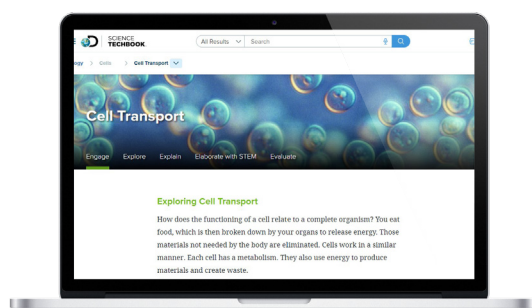 SCIENCE
TECHBOOK
All Results Search
Cells Cell Transport
Cell Transport
Engage Explore Explain Elaborate with STEM Evaluate
Exploring Cell Transport
How does the functioning of a cell relate to a complete organism? You eat
food, which is then broken down by your organs to release energy. Those
materials not needed by the body are eliminated. Cells work in a similar
manner. Each cell has a metabolism. They also use energy to produce
materials and create waste.